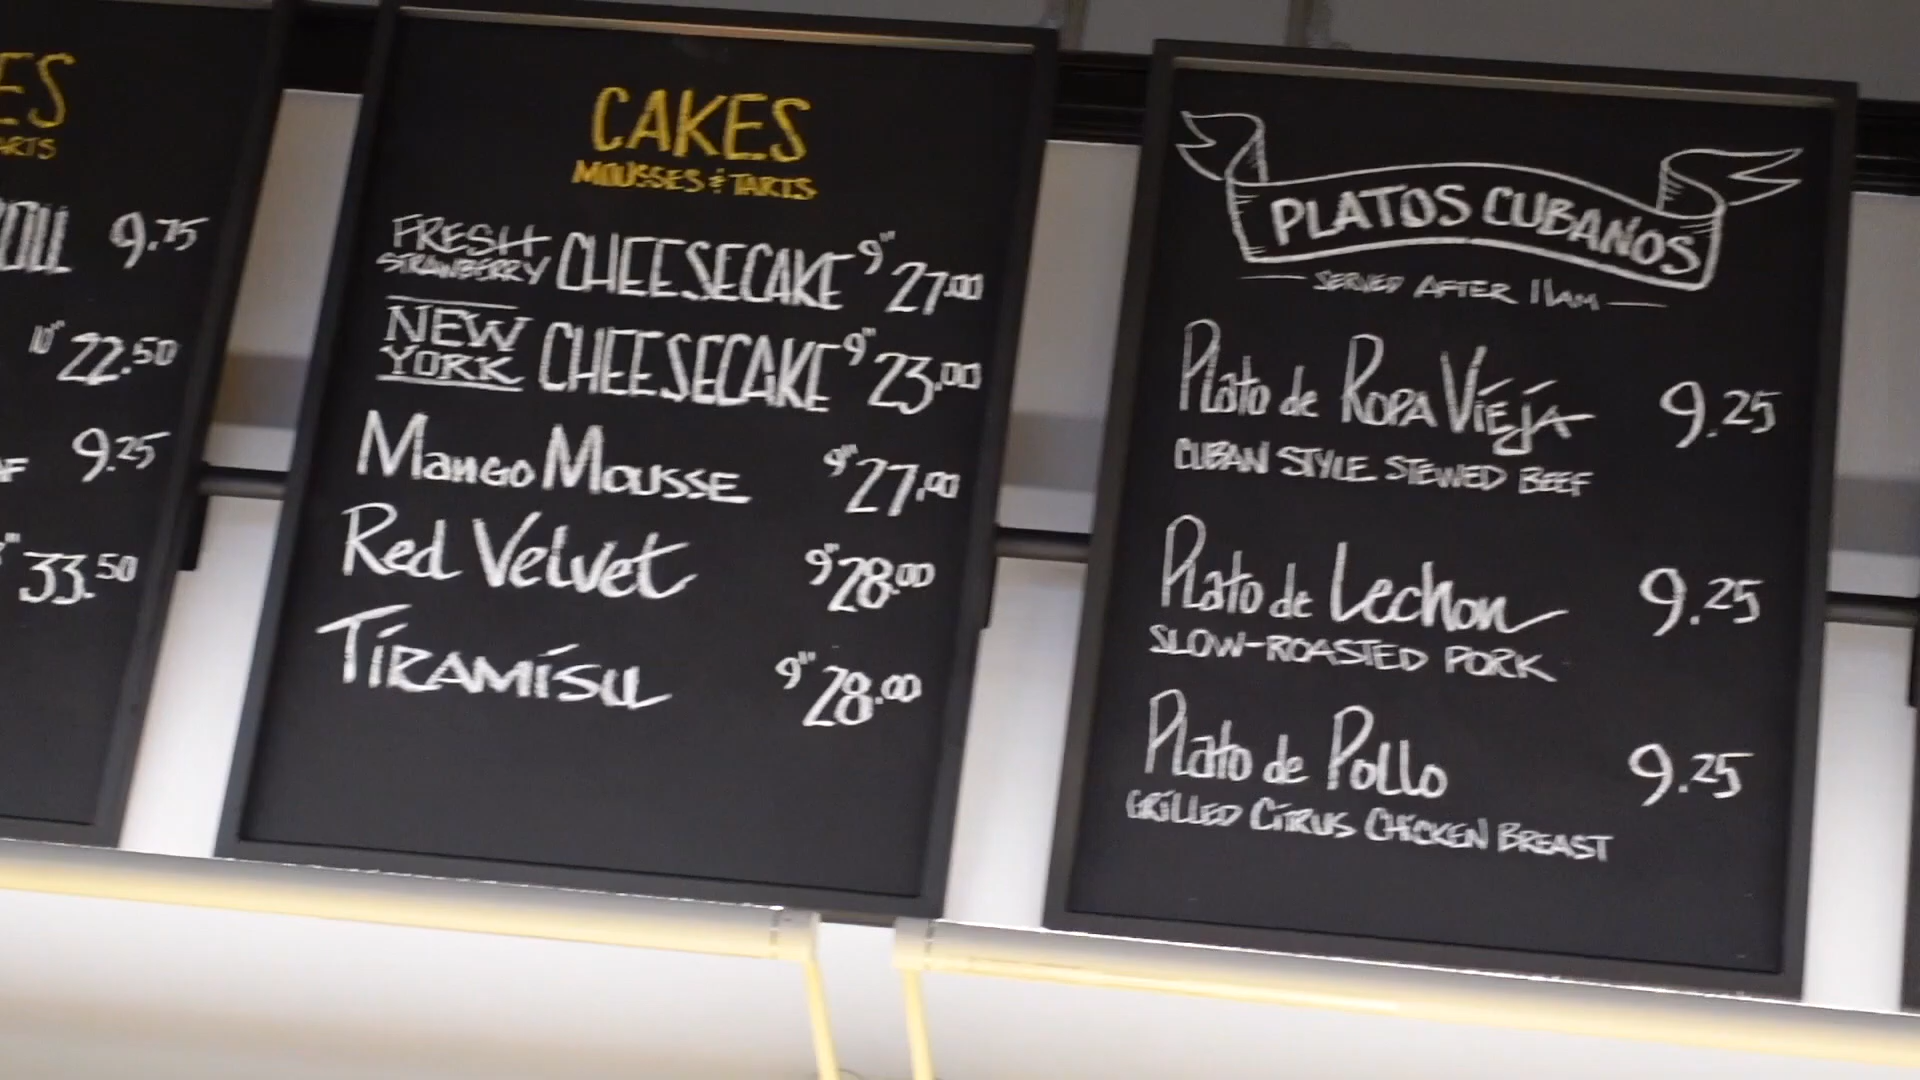 ES
ARTS
ROLL 9.75
10" 22.50
9.25
33.50
CAKES
MOUSSES & TARTS
FRESH STRAWBERRY CHEESECAKE 9" 27.00
NEW YORK CHEESECAKE 9" 23.00
Mango Mousse 9" 27.00
Red Velvet 9" 28.00
Tiramisu 9" 28.00
PLATOS CUBANOS
SERVED AFTER 11AM
Plato de Ropa Vieja 9.25
CUBAN STYLE STEWED BEEF
Plato de Lechon 9.25
SLOW-ROASTED PORK
Plato de Pollo 9.25
GRILLED CITRUS CHICKEN BREAST